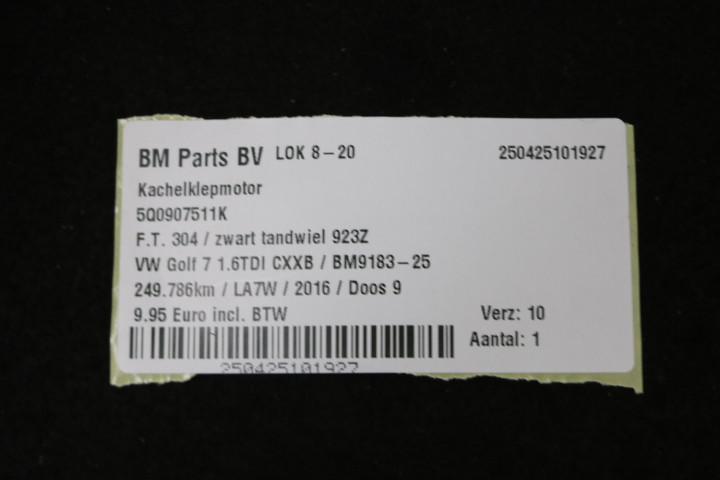 BM Parts BV LOK 8-20 250425101927
Kachelklepmotor
5Q0907511K
F.T. 304 / zwart tandwiel 923Z
VW Golf 7 1.6TDI CXXB / BM9183-25
249.786km / LA7W / 2016 / Doos 9
9.95 Euro incl. BTW Verz: 10
Aantal: 1
250425101927